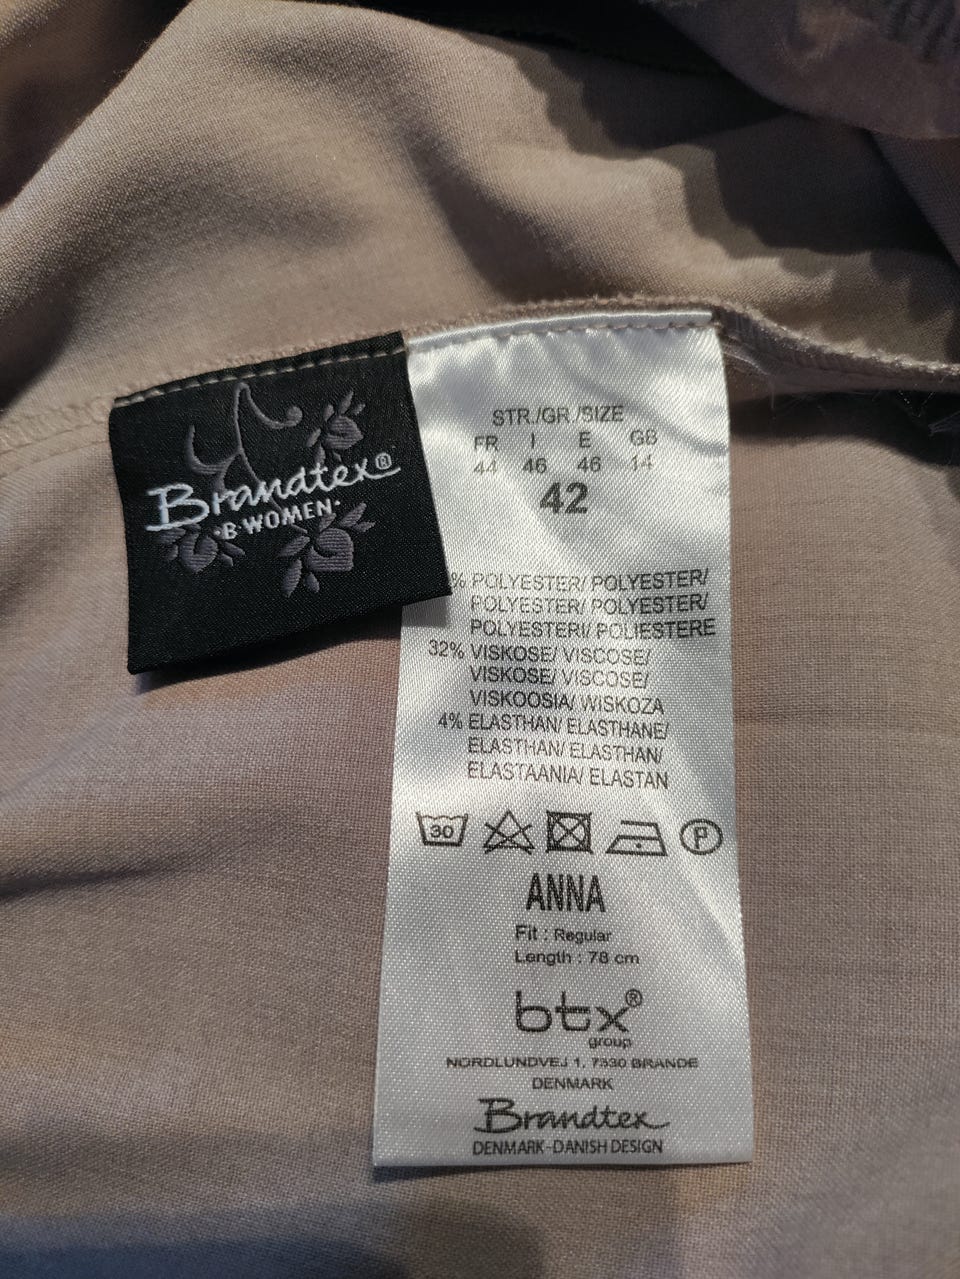 Brandtex®
·B·WOMEN·
STR./GR./SIZE
FR I E GB
44 46 46 14
42
% POLYESTER/ POLYESTER/
POLYESTER/ POLYESTER/
POLYESTERI/ POLIESTERE
32% VISKOSE/ VISCOSE/
VISKOSE/ VISCOSE/
VISKOOSIA/ WISKOZA
4% ELASTHAN/ ELASTHANE/
ELASTHAN/ ELASTHAN/
ELASTAANIA/ ELASTAN
30 P
ANNA
Fit : Regular
Length : 78 cm
btx®
group
NORDLUNDVEJ 1, 7330 BRANDE
DENMARK
Brandtex
DENMARK-DANISH DESIGN